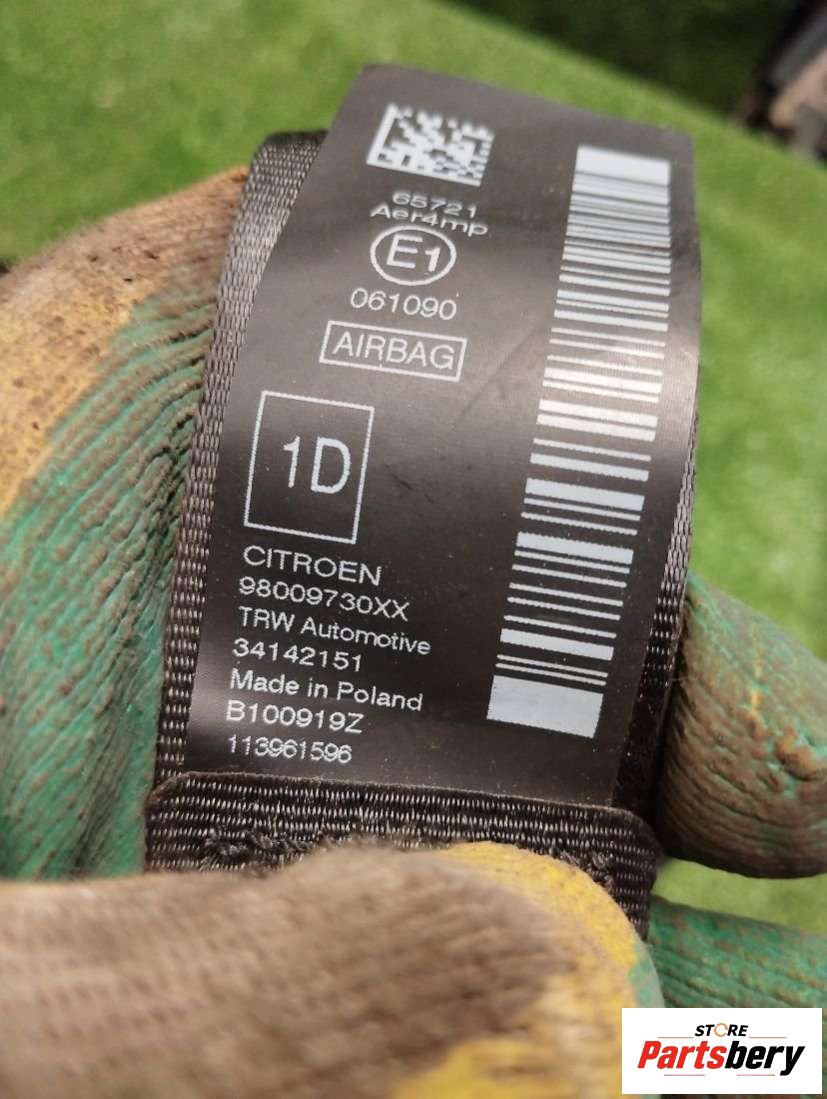 65721
Aer4mp
E1
061090
AIRBAG
1D
CITROEN
98009730XX
TRW Automotive
34142151
Made in Poland
B100919Z
113961596
STORE
Partsbery